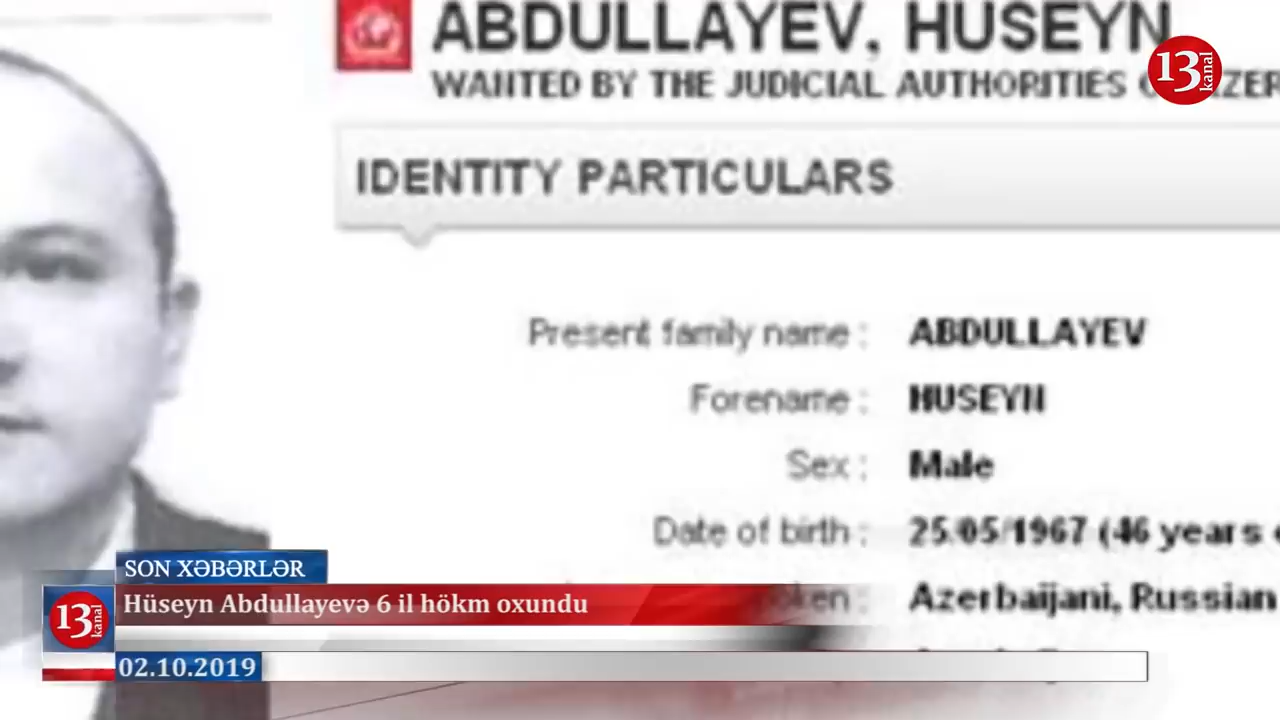 ABDULLAYEV, HUSEYN
WANTED BY THE JUDICIAL AUTHORITIES
13 kanal
IDENTITY PARTICULARS
Present family name : ABDULLAYEV
Forename : HUSEYN
Sex : Male
Date of birth : 25/05/1967 (46 years
Azerbaijani, Russian
SON XƏBƏRLƏR
13 kanal
Hüseyn Abdullayevə 6 il hökm oxundu
02.10.2019